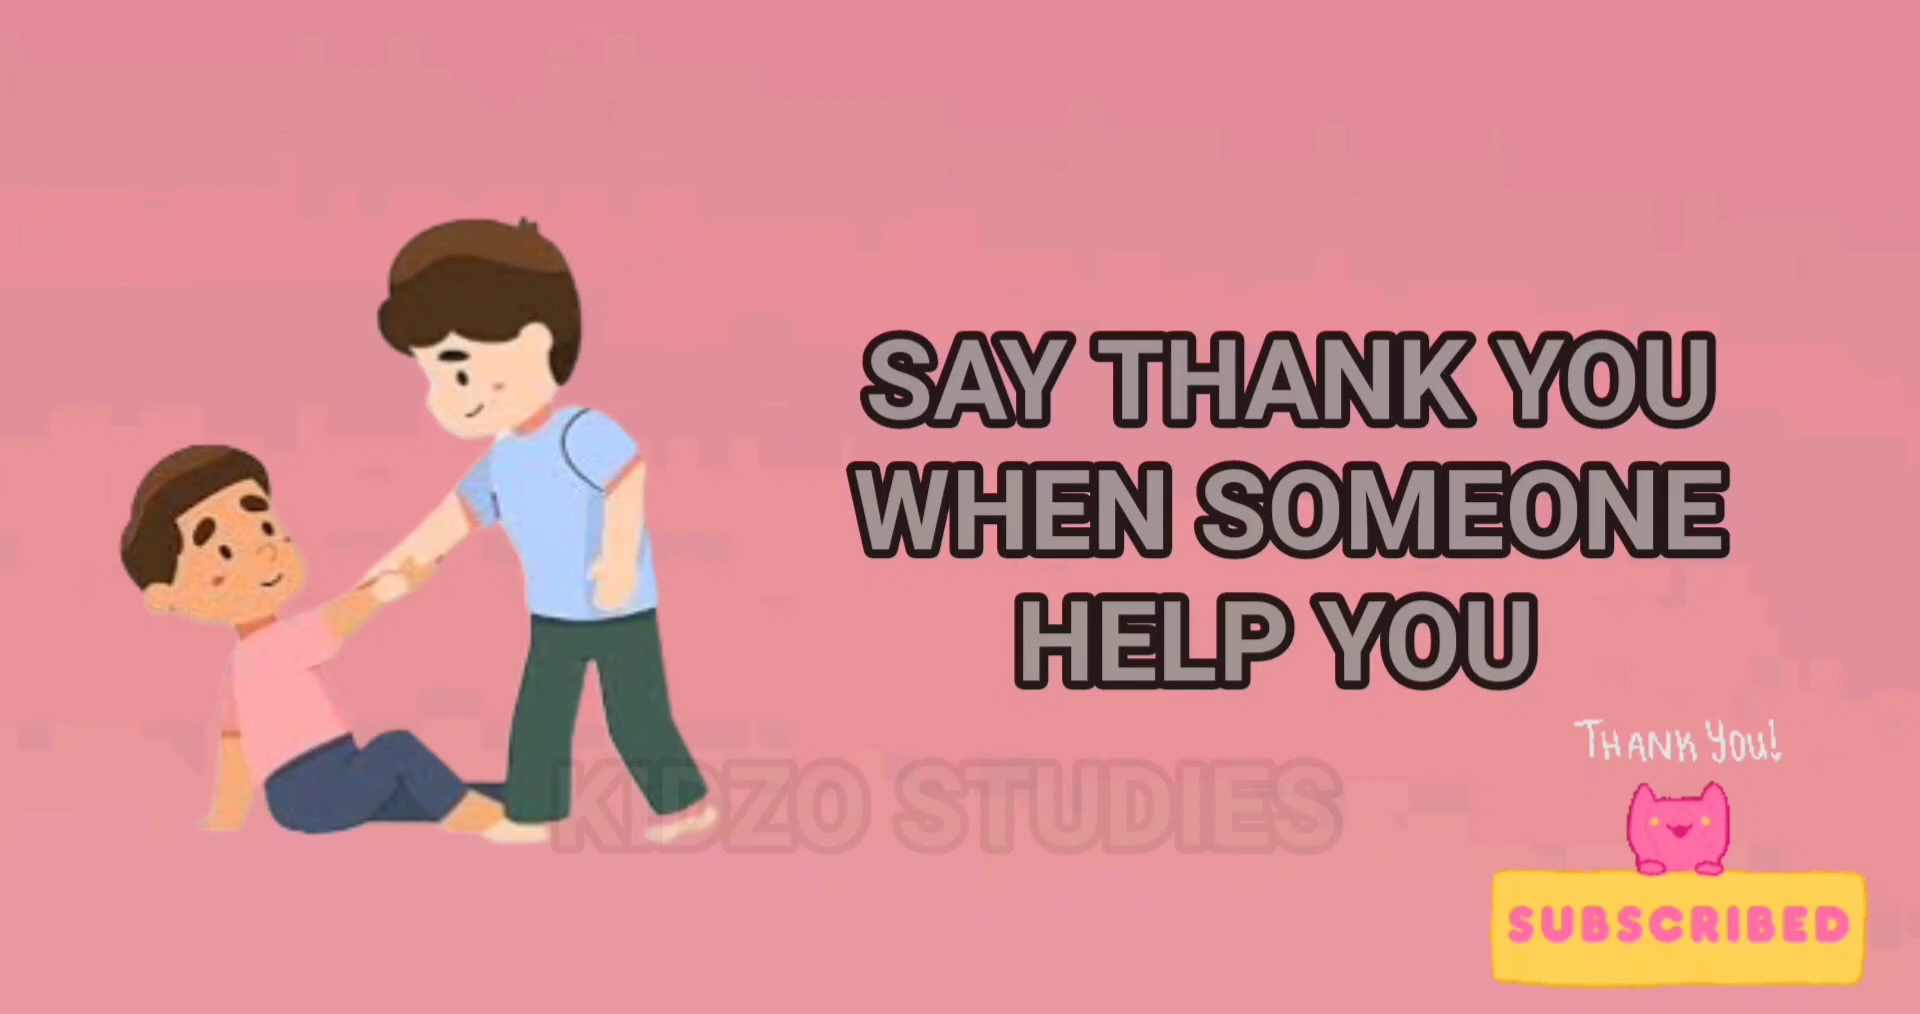 SAY THANK YOU
WHEN SOMEONE
HELP YOU
THANK YOU!
KIDZO STUDIES
SUBSCRIBED